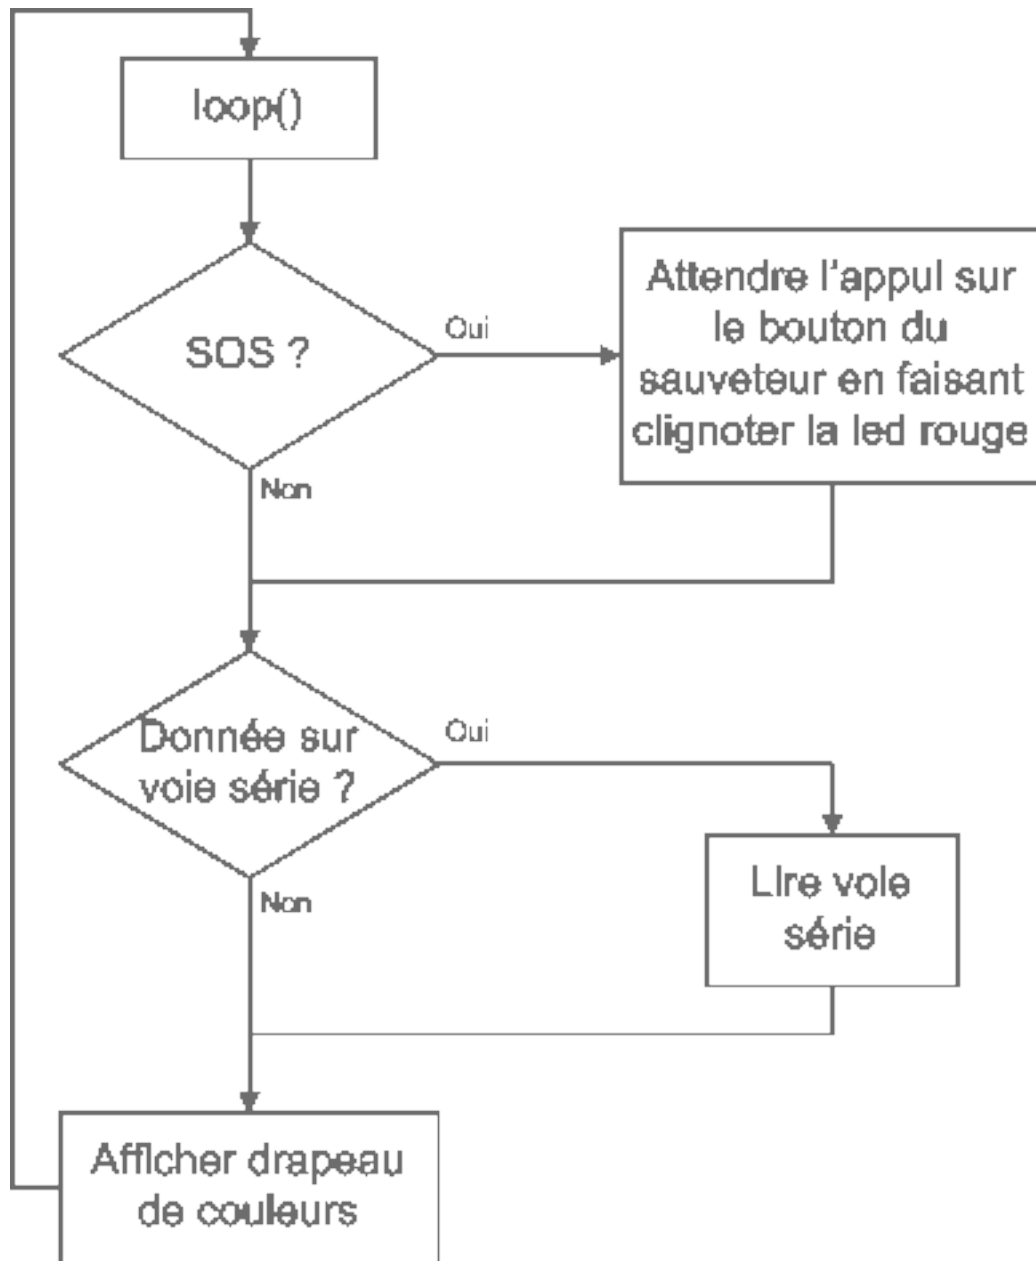 loop()
SOS ?
Oui
Attendre l'appui sur
le bouton du
sauveteur en faisant
clignoter la led rouge
Non
Donnée sur
voie série ?
Oui
Lire voie
série
Non
Afficher drapeau
de couleurs